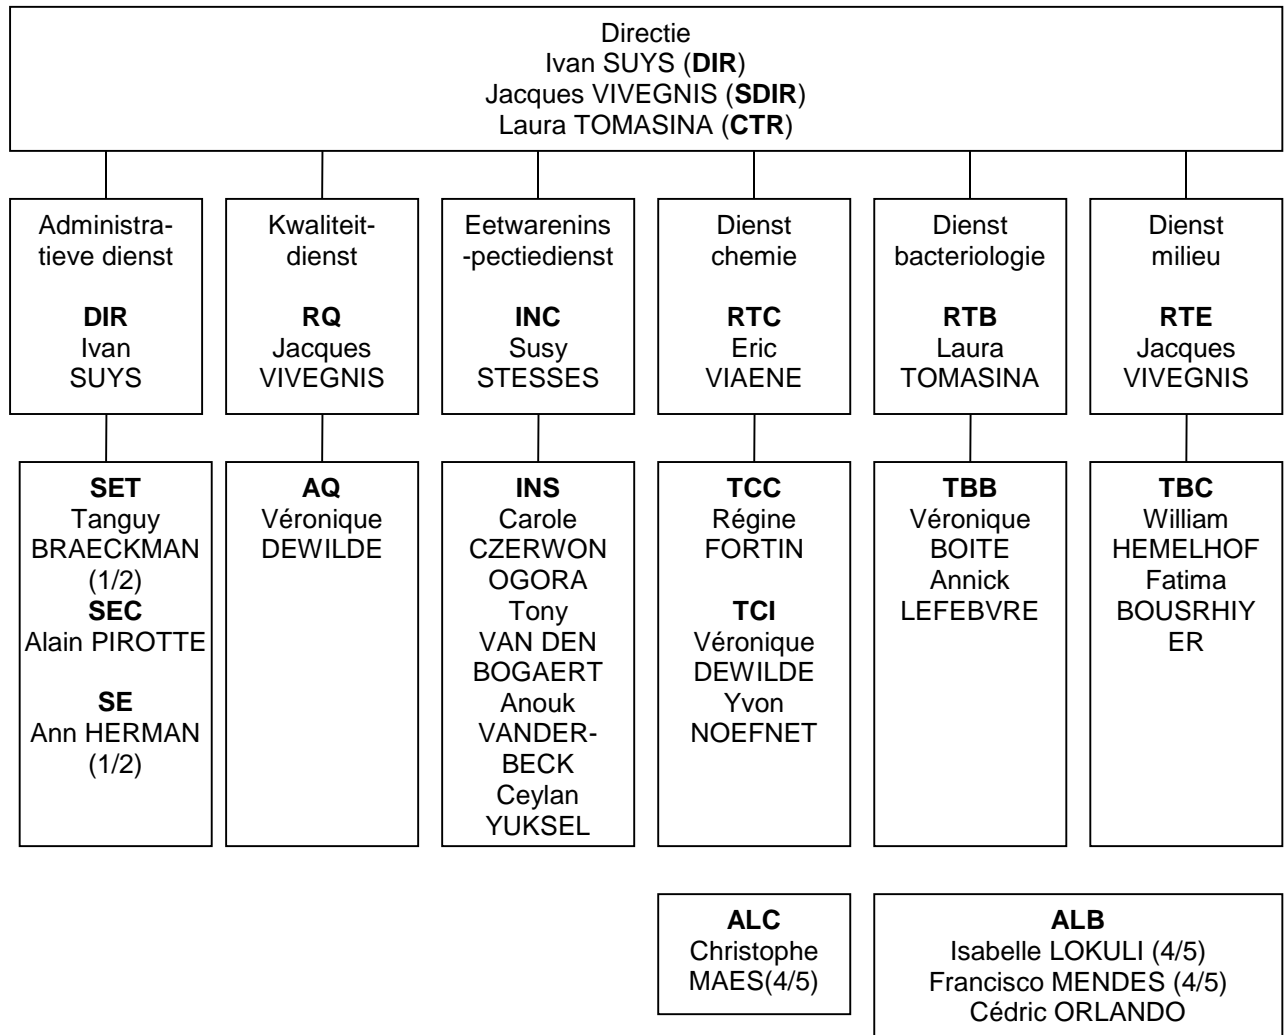 Directie
Ivan SUYS (DIR)
Jacques VIVEGNIS (SDIR)
Laura TOMASINA (CTR)
Administra-
tieve dienst
DIR
Ivan
SUYS
Kwaliteit-
dienst
RQ
Jacques
VIVEGNIS
Eetwarenins
-pectiedienst
INC
Susy
STESSES
Dienst
chemie
RTC
Eric
VIAENE
Dienst
bacteriologie
RTB
Laura
TOMASINA
Dienst
milieu
RTE
Jacques
VIVEGNIS
SET
Tanguy
BRAECKMAN
(1/2)
SEC
Alain PIROTTE
SE
Ann HERMAN
(1/2)
AQ
Véronique
DEWILDE
INS
Carole
CZERWON
OGORA
Tony
VAN DEN
BOGAERT
Anouk
VANDER-
BECK
Ceylan
YUKSEL
TCC
Régine
FORTIN
TCI
Véronique
DEWILDE
Yvon
NOEFNET
TBB
Véronique
BOITE
Annick
LEFEBVRE
TBC
William
HEMELHOF
Fatima
BOUSRHIY
ER
ALC
Christophe
MAES(4/5)
ALB
Isabelle LOKULI (4/5)
Francisco MENDES (4/5)
Cédric ORLANDO